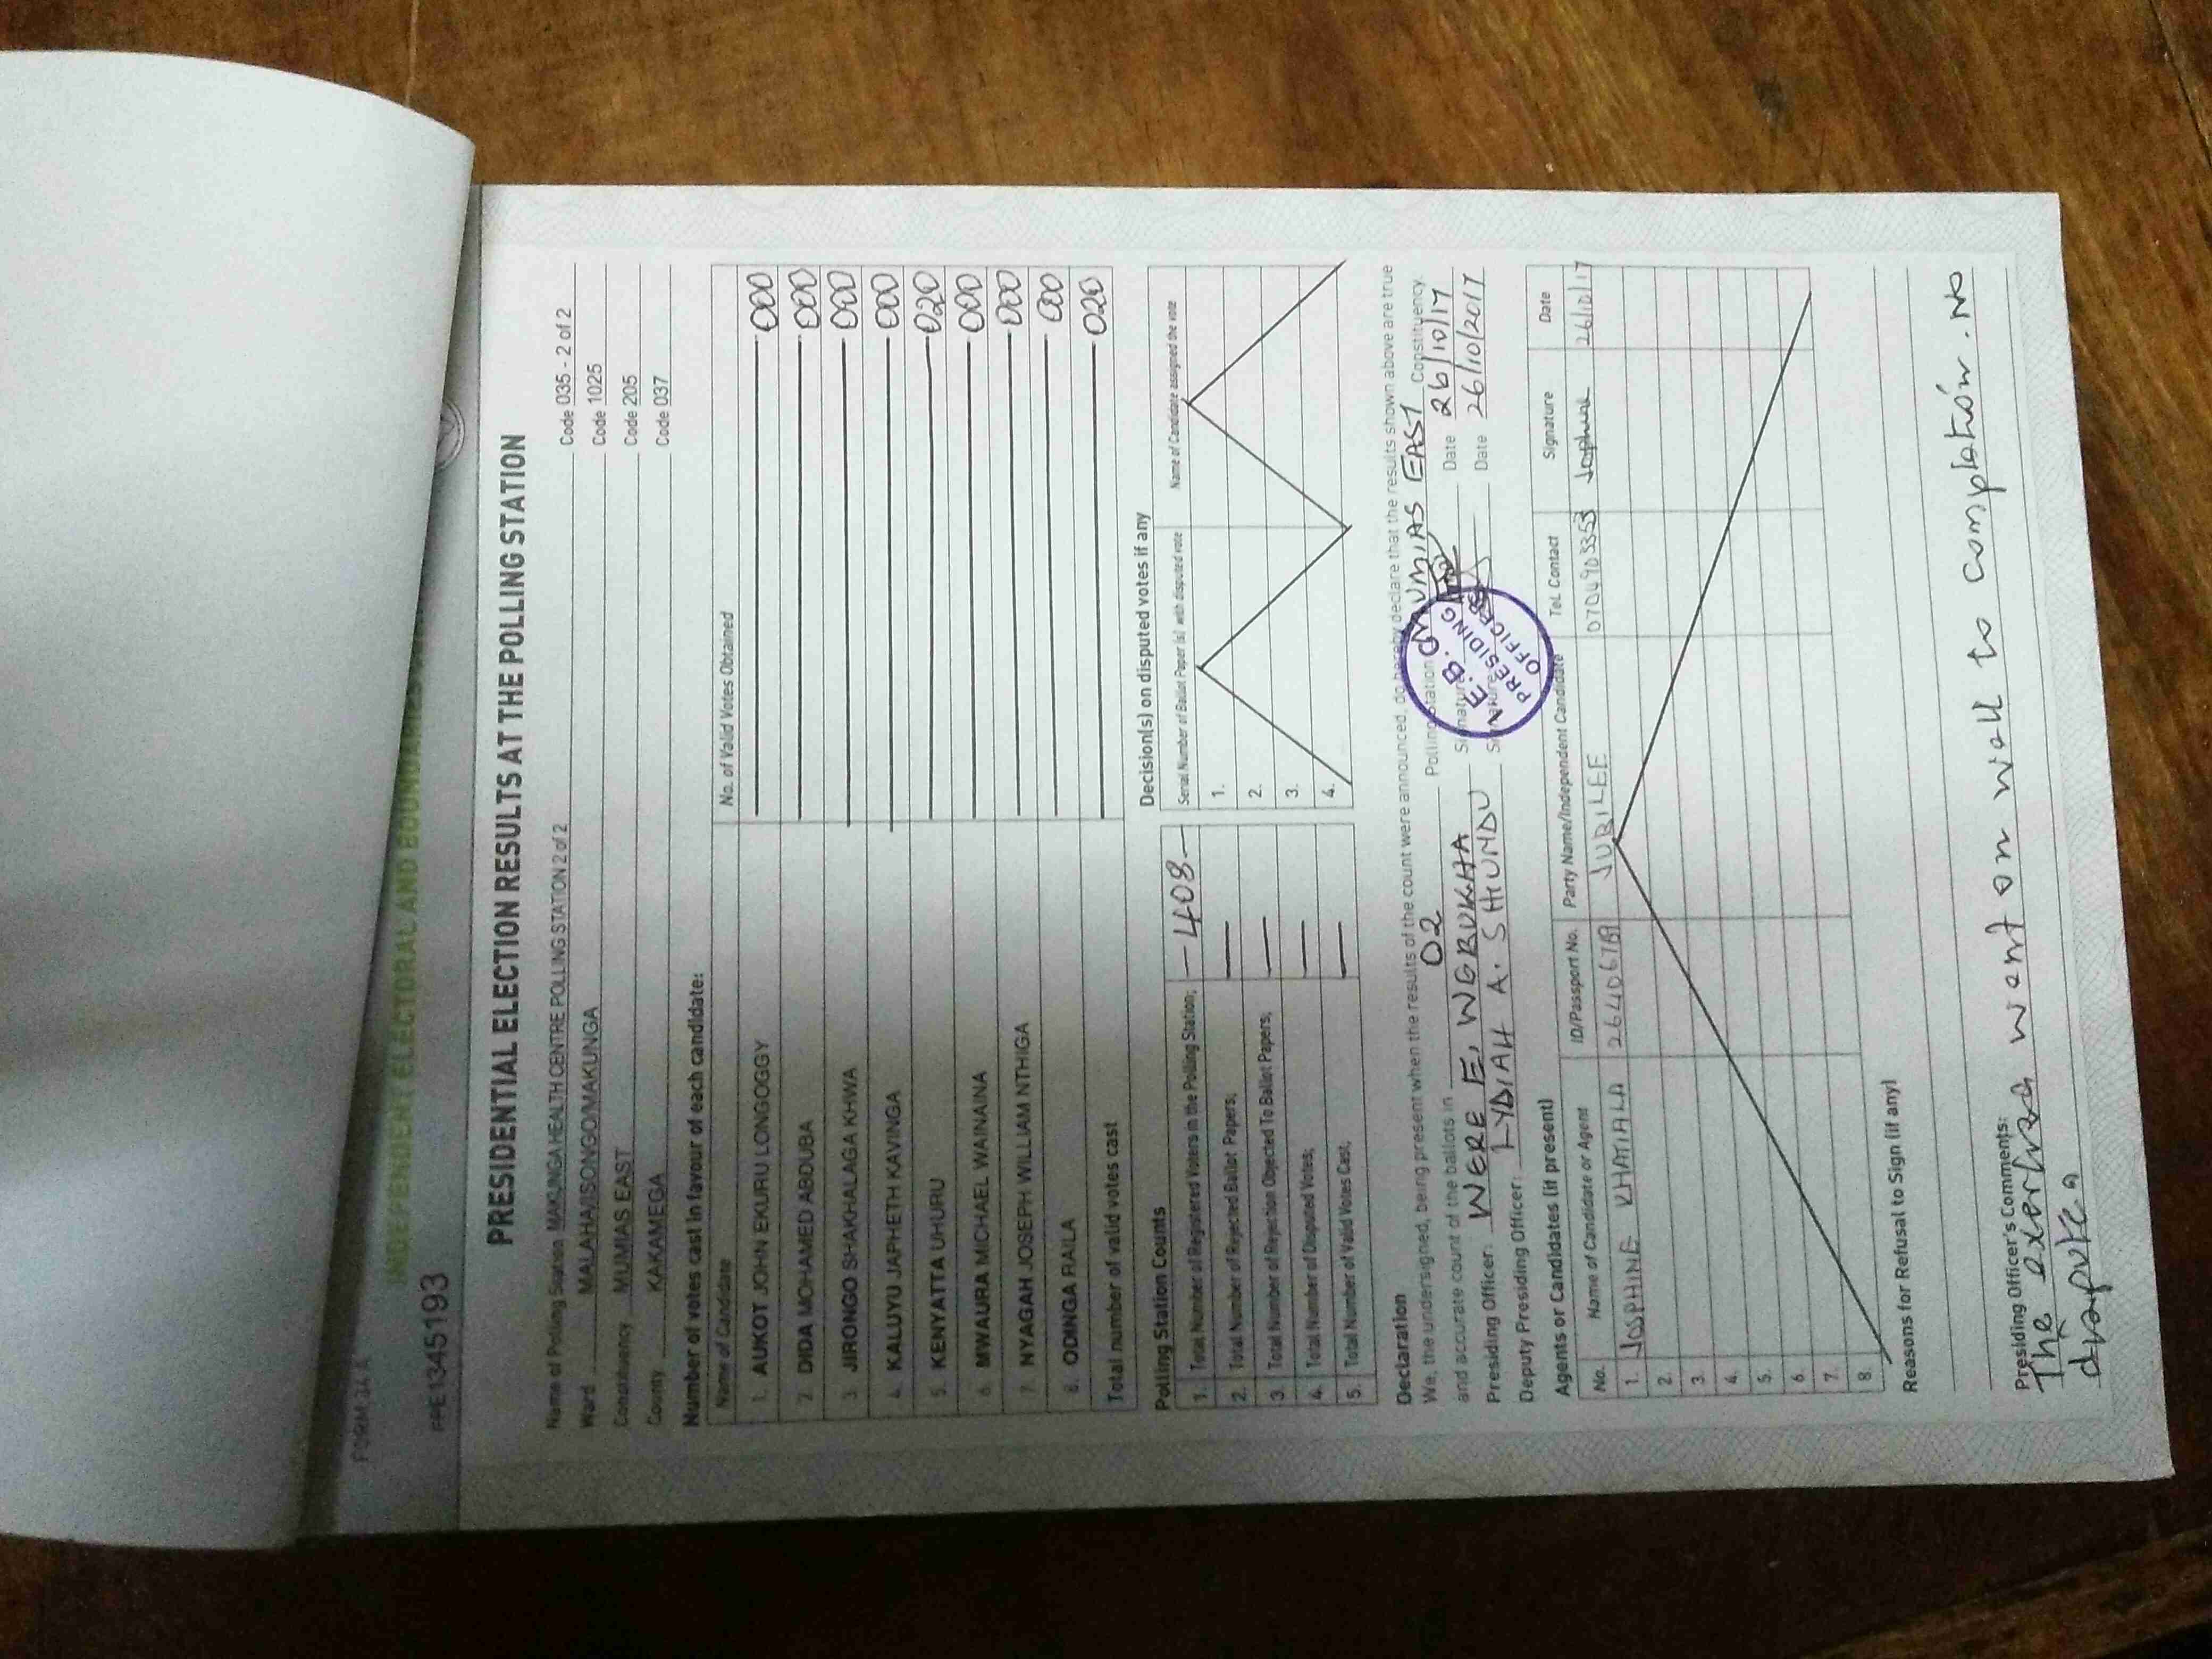 FORM 34A
INDEPENDENT ELECTORAL AND BOUNDARIES
PPE1345193
PRESIDENTIAL ELECTION RESULTS AT THE POLLING STATION
Name of Polling Station MAKUNGA HEALTH CENTRE POLLING STATION 2 of 2 Code 035 - 2 of 2
Ward MALAHA/ISONGO/MAKUNGA Code 1025
Constituency MUMIAS EAST Code 205
County KAKAMEGA Code 037
Number of votes cast in favour of each candidate:
Name of Candidate No. of Valid Votes Obtained
1. AUKOT JOHN EKURU LONGOGGY 000
2. DIDA MOHAMED ABDUBA 000
3. JIRONGO SHAKHALAGA KHWA 000
4. KALUYU JAPHETH KAVINGA 000
5. KENYATTA UHURU 020
6. MWAURA MICHAEL WAINAINA 000
7. NYAGAH JOSEPH WILLIAM NTHIGA 000
8. ODINGA RAILA 000
Total number of valid votes cast 020
Polling Station Counts
1. Total Number of Registered Voters in the Polling Station; - 408 -
2. Total Number of Rejected Ballot Papers; —
3. Total Number of Rejection Objected To Ballot Papers; —
4. Total Number of Disputed Votes; —
5. Total Number of Valid Votes Cast; —
Decision(s) on disputed votes if any
Serial Number of Ballot Paper (s) with disputed vote Name of Candidate assigned the vote
1.
2.
3.
4.
Declaration
We, the undersigned, being present when the results of the count were announced, do hereby declare that the results shown above are true
and accurate count of the ballots in 02 Polling Station MUMIAS EAST Constituency.
Presiding Officer: WERE E. WEBUKHA Signature Date 26/10/17
Deputy Presiding Officer: LYDIAH A. SHUNDU Signature Date 26/10/2017
I.E.B.C
PRESIDING
OFFICER
Agents or Candidates (if present)
No. Name of Candidate or Agent ID/Passport No. Party Name/Independent Candidate Tel. Contact Signature Date
1. JOSPHINE KHATIALA JUBILEE 0704903353 Josphine 26/10/17
2.
3.
4.
5.
6.
7.
8.
Reasons for Refusal to Sign (if any)
Presiding Officer's Comments:
The exercise went on well to completion. No
dispute.